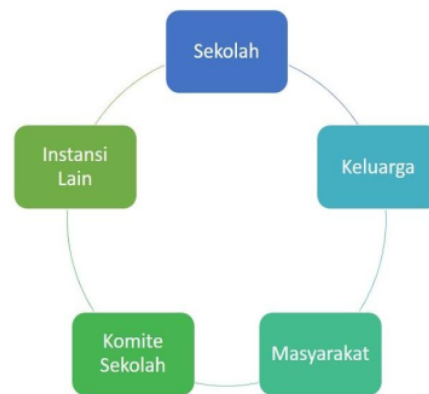 Sekolah
Keluarga
Masyarakat
Komite
Sekolah
Instansi
Lain